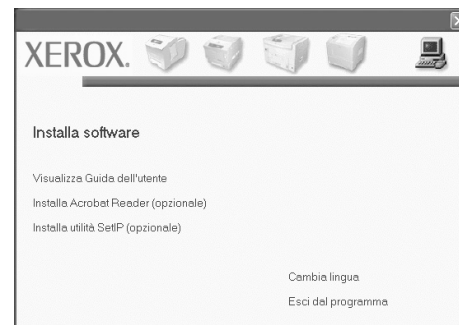 XEROX.
Installa software
Visualizza Guida dell'utente
Installa Acrobat Reader (opzionale)
Installa utilità SetIP (opzionale)
Cambia lingua
Esci dal programma